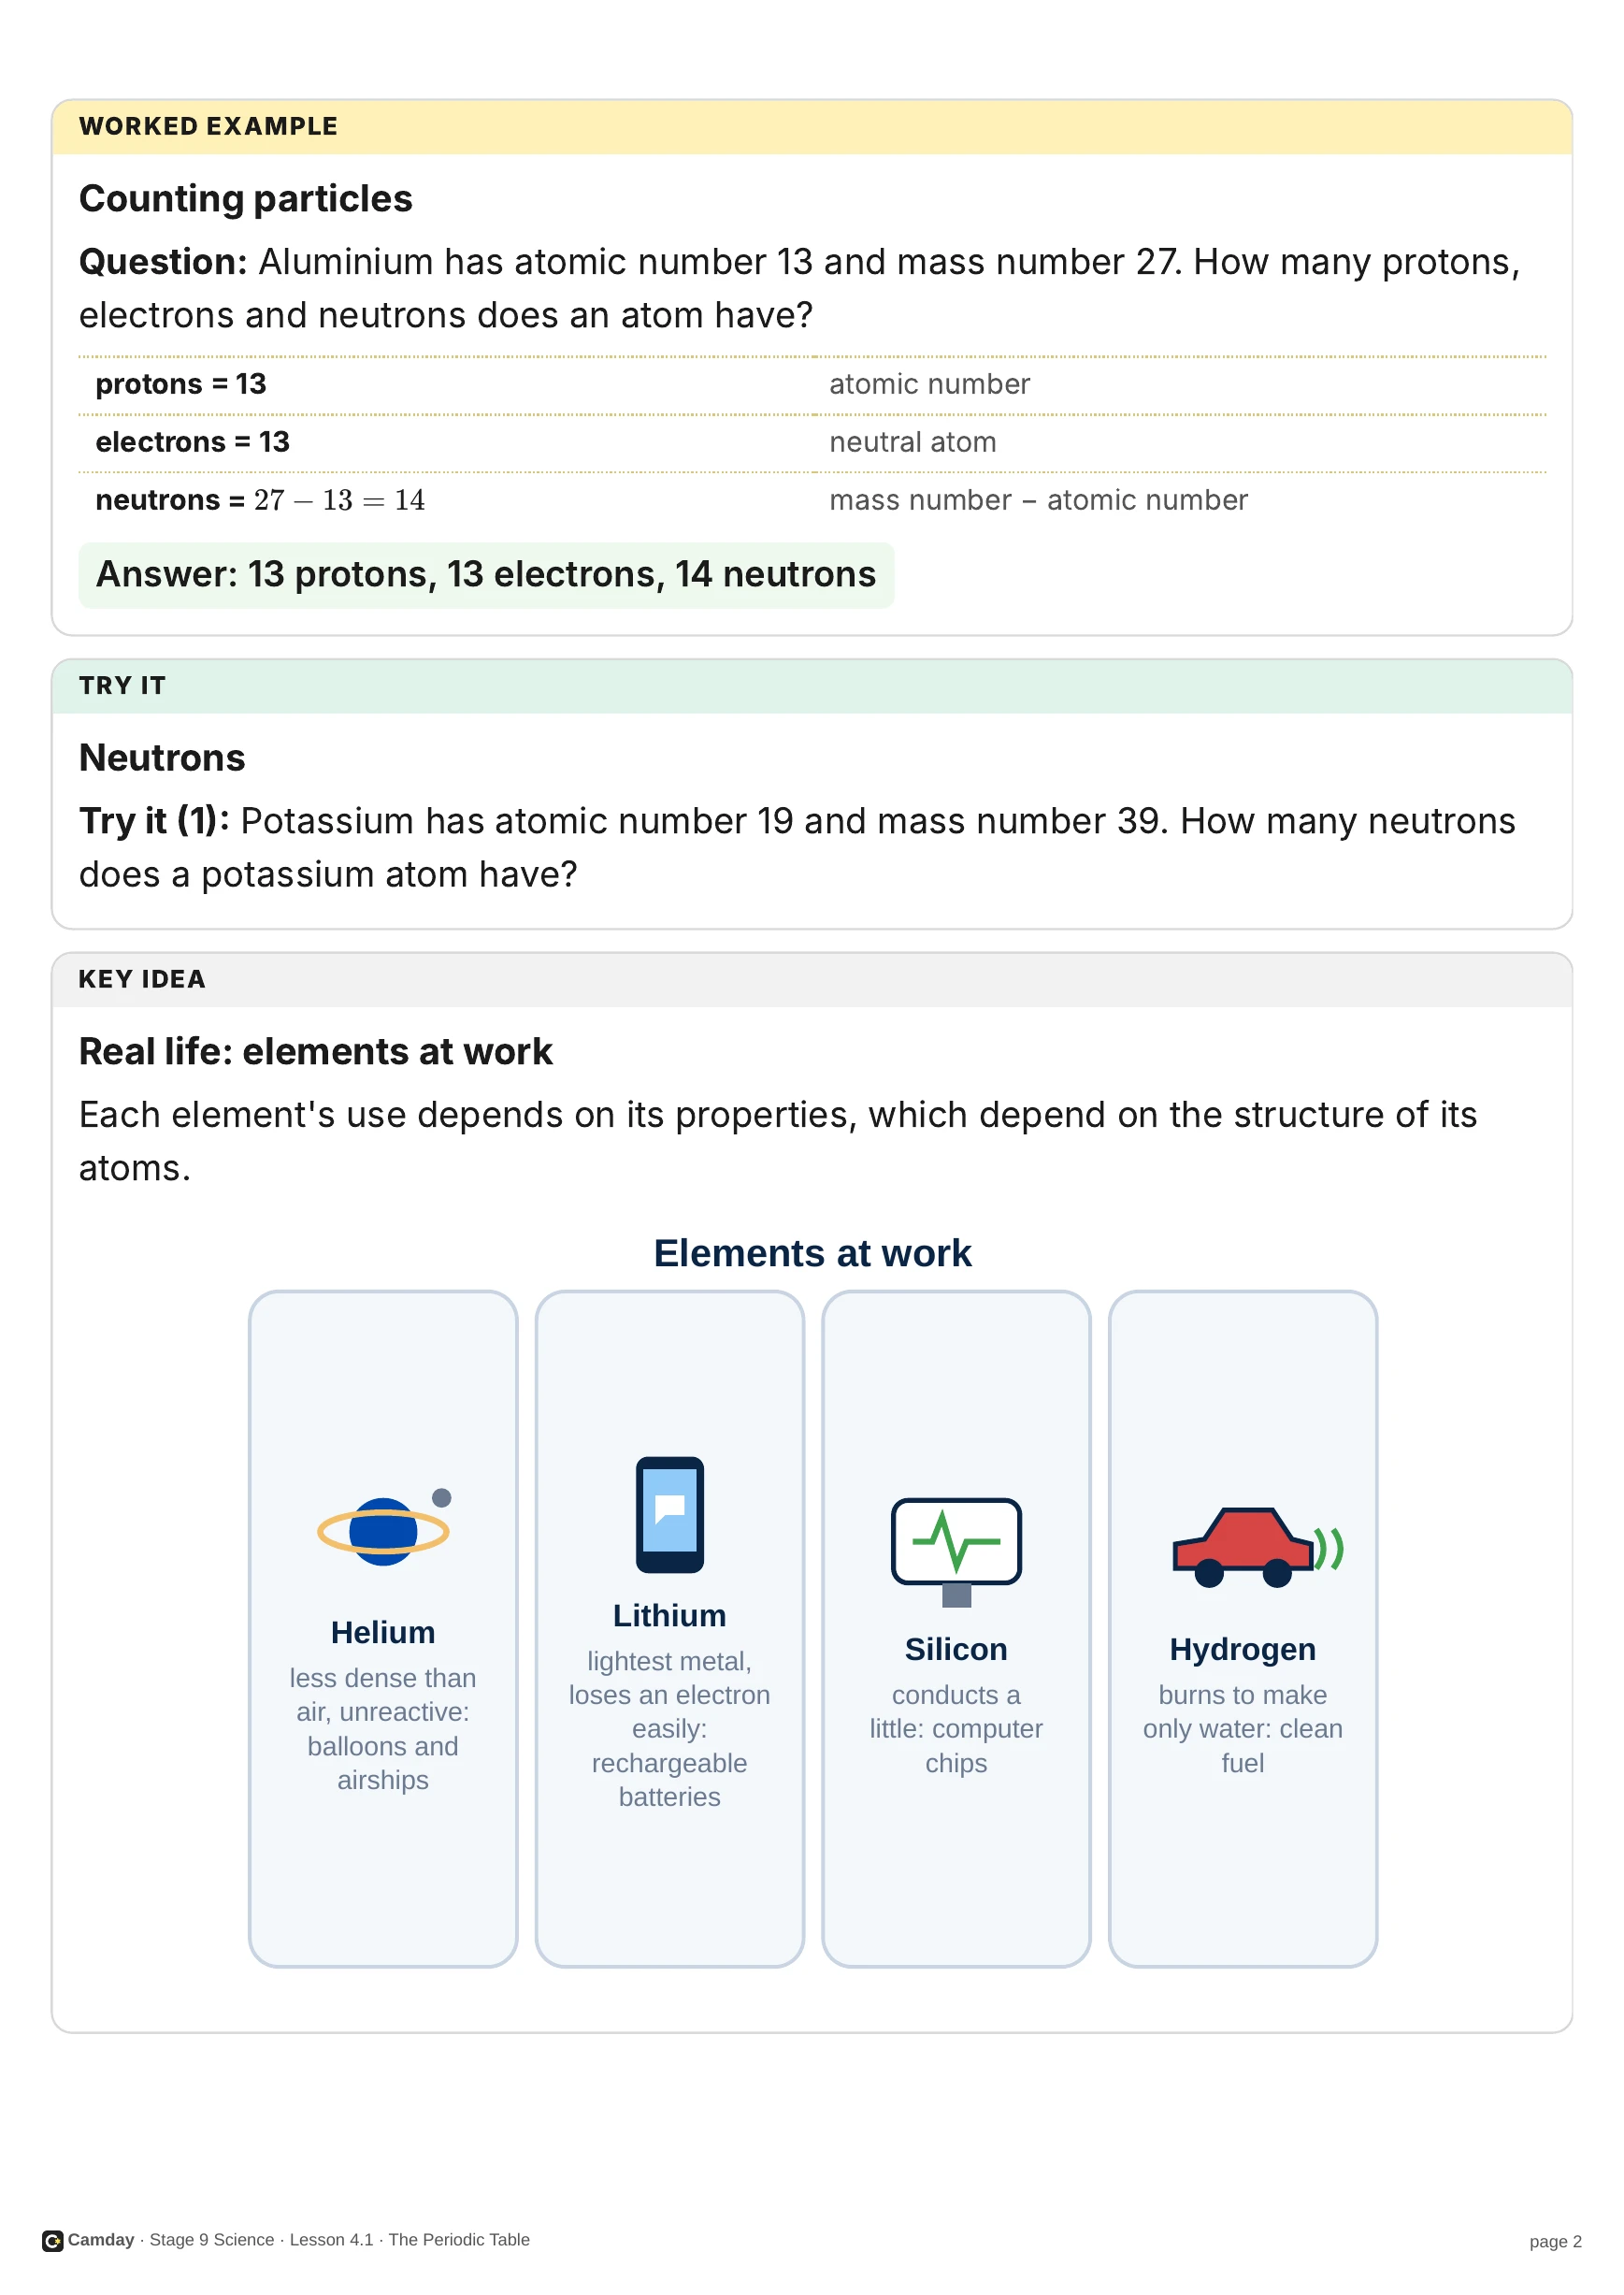 WORKED EXAMPLE
Counting particles
Question: Aluminium has atomic number 13 and mass number 27. How many protons,
electrons and neutrons does an atom have?
protons = 13 atomic number
electrons = 13 neutral atom
neutrons = 27 − 13 = 14 mass number − atomic number
Answer: 13 protons, 13 electrons, 14 neutrons
TRY IT
Neutrons
Try it (1): Potassium has atomic number 19 and mass number 39. How many neutrons
does a potassium atom have?
KEY IDEA
Real life: elements at work
Each element's use depends on its properties, which depend on the structure of its
atoms.
Elements at work
Helium
less dense than
air, unreactive:
balloons and
airships
Lithium
lightest metal,
loses an electron
easily:
rechargeable
batteries
Silicon
conducts a
little: computer
chips
Hydrogen
burns to make
only water: clean
fuel
Camday · Stage 9 Science · Lesson 4.1 · The Periodic Table
page 2